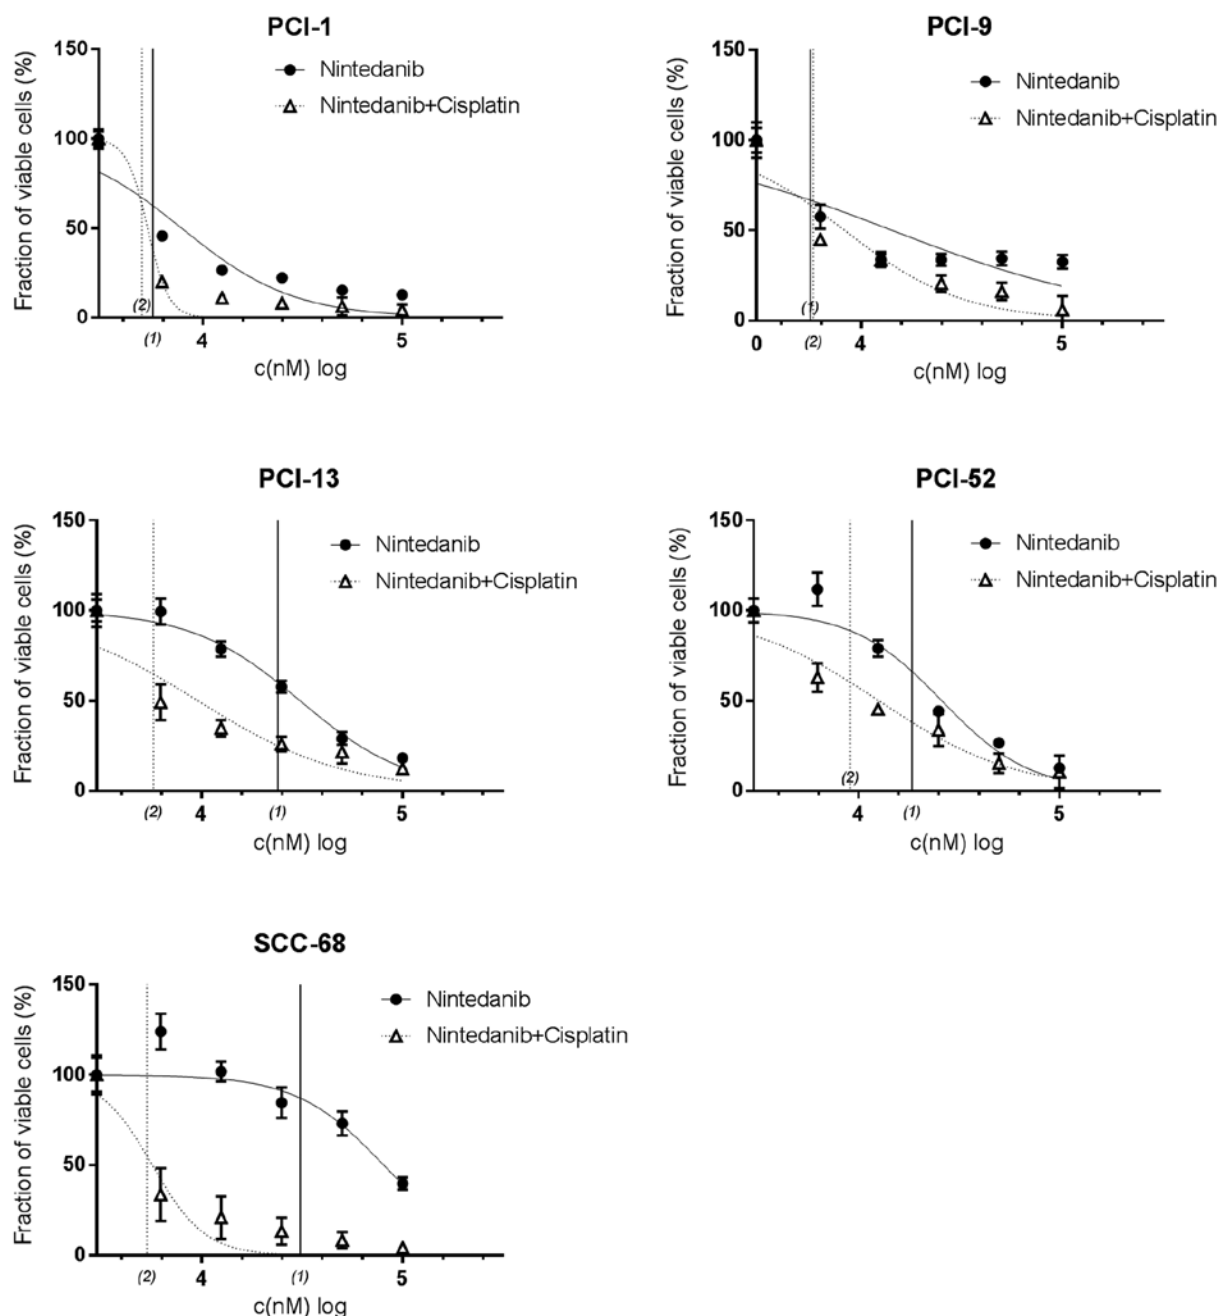 PCI-1
150
100
50
0
Fraction of viable cells (%)
Nintedanib
Nintedanib+Cisplatin
(2)
(1)
4
5
c(nM) log
PCI-9
150
100
50
0
Fraction of viable cells (%)
Nintedanib
Nintedanib+Cisplatin
(1)
(2)
0
4
5
c(nM) log
PCI-13
150
100
50
0
Fraction of viable cells (%)
Nintedanib
Nintedanib+Cisplatin
(2)
4
(1)
5
c(nM) log
PCI-52
150
100
50
0
Fraction of viable cells (%)
Nintedanib
Nintedanib+Cisplatin
(2)
4
(1)
5
c(nM) log
SCC-68
150
100
50
0
Fraction of viable cells (%)
Nintedanib
Nintedanib+Cisplatin
(2)
4
(1)
5
c(nM) log